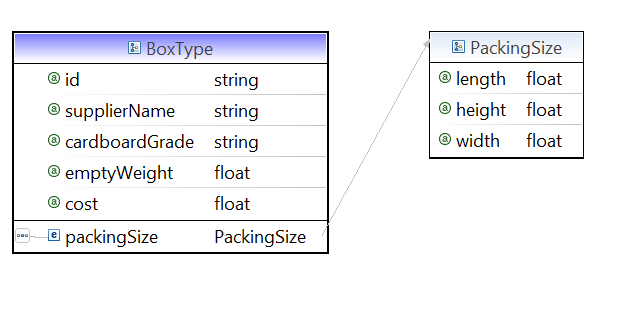 BoxType
id string
supplierName string
cardboardGrade string
emptyWeight float
cost float
packingSize PackingSize
PackingSize
length float
height float
width float